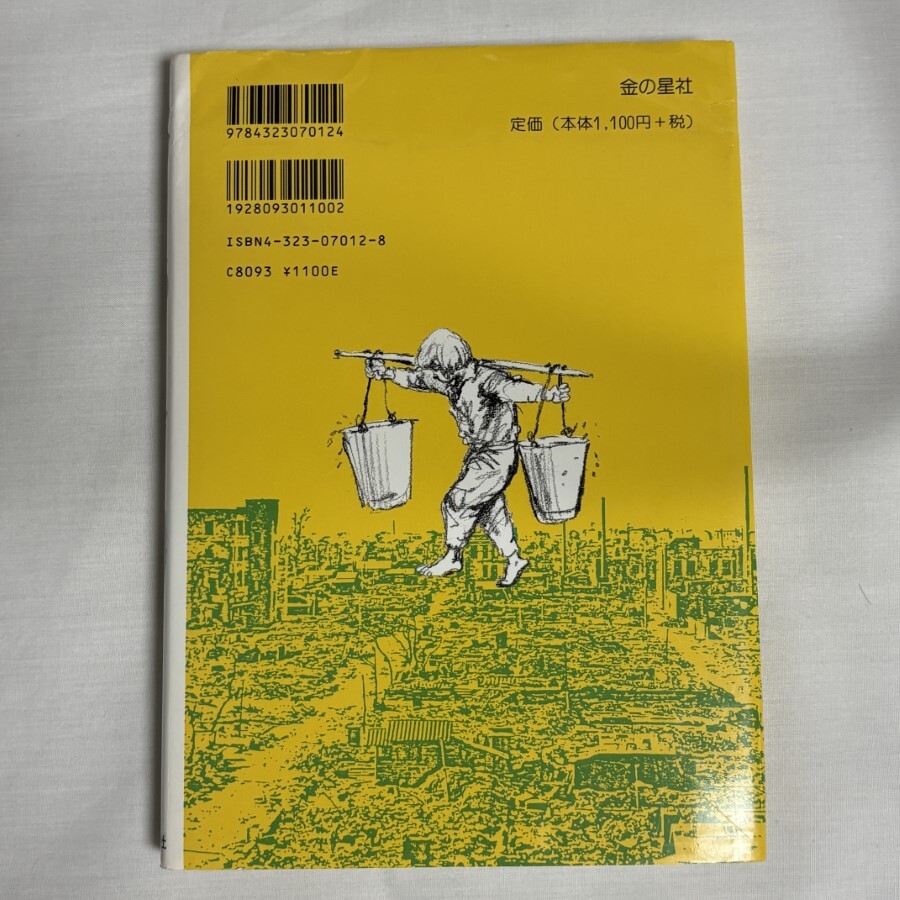 金の星社
定価（本体1,100円+税）
9784323070124
1928093011002
ISBN4-323-07012-8
C8093 ¥1100E